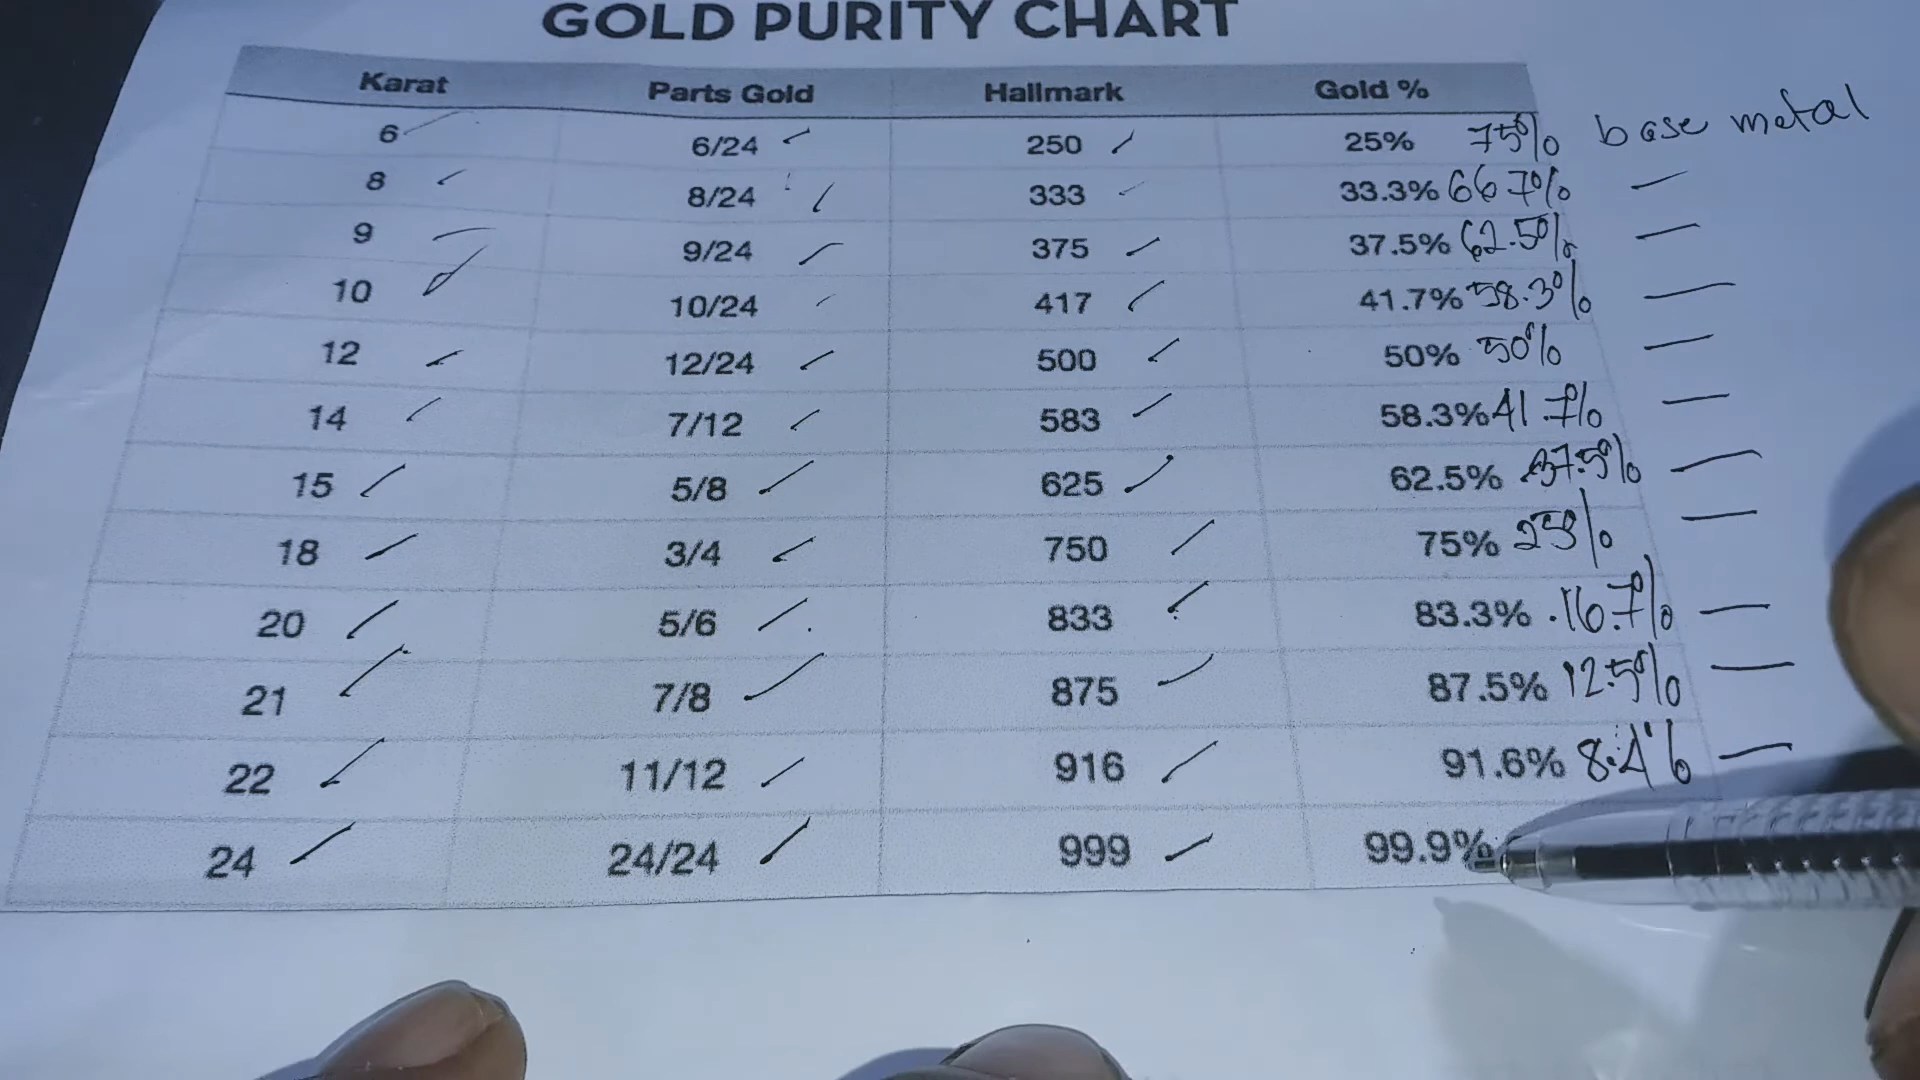 GOLD PURITY CHART
Karat Parts Gold Hallmark Gold %
6 6/24 250 25% 75% base metal
8 8/24 333 33.3% 66.7% —
9 9/24 375 37.5% 62.5% —
10 10/24 417 41.7% 58.3% —
12 12/24 500 50% 50% —
14 7/12 583 58.3% 41.7% —
15 5/8 625 62.5% 37.5% —
18 3/4 750 75% 25% —
20 5/6 833 83.3% 16.7% —
21 7/8 875 87.5% 12.5% —
22 11/12 916 91.6% 8.4% —
24 24/24 999 99.9%